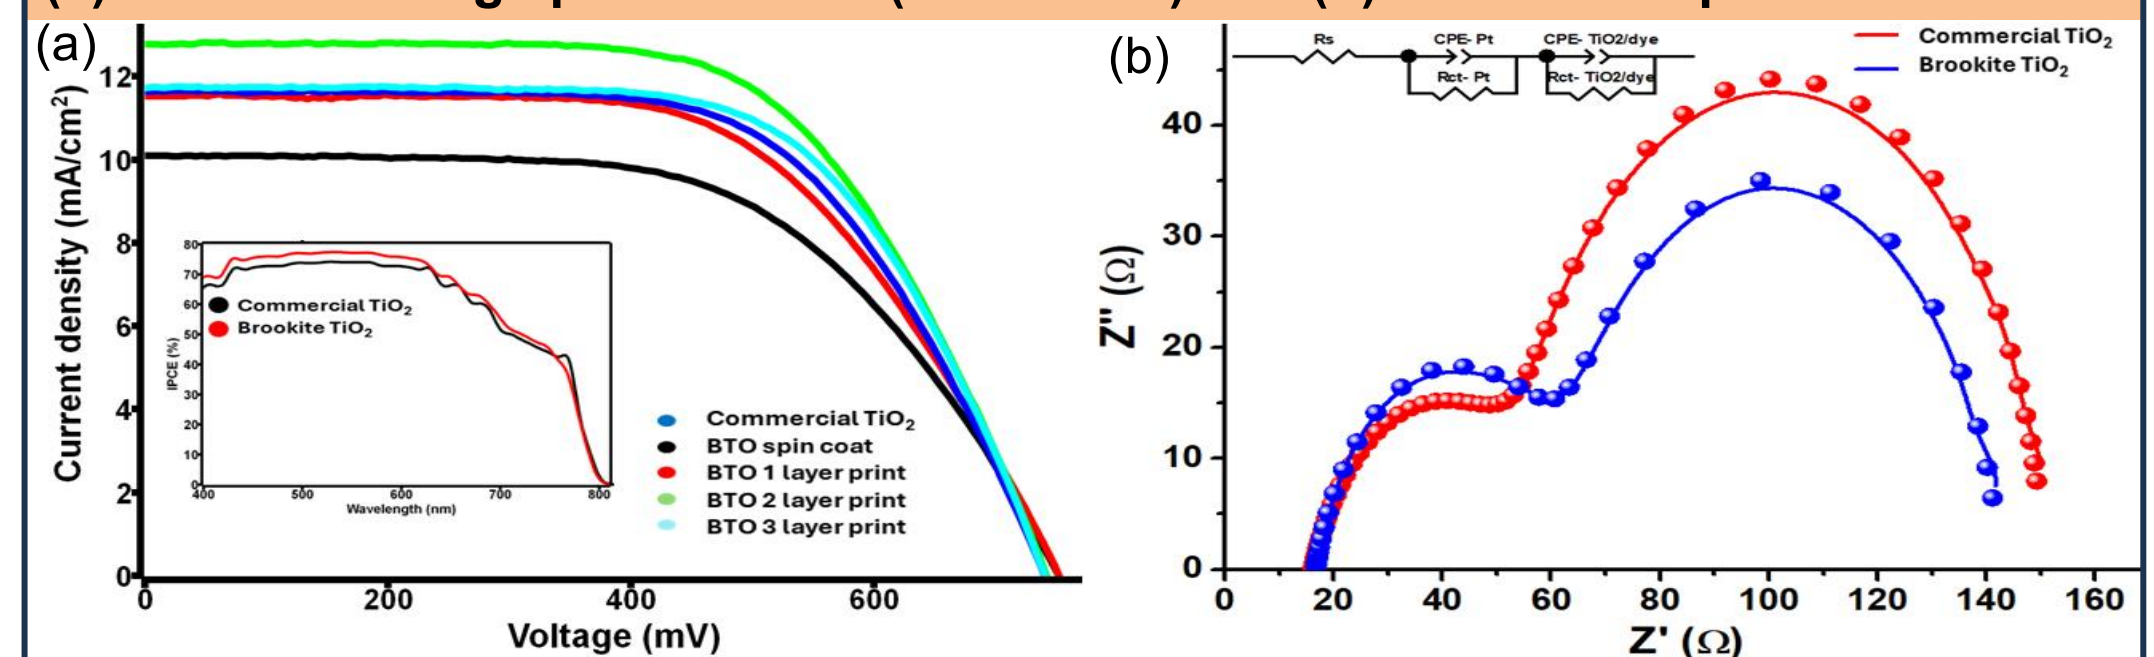 (a)
Current density (mA/cm²)
12
10
8
6
4
2
0
0 200 400 600
Voltage (mV)
80
70
60
50
40
30
20
10
0
400 500 600 700 800
IPCE (%)
Wavelength (nm)
Commercial TiO₂
Brookite TiO₂
Commercial TiO₂
BTO spin coat
BTO 1 layer print
BTO 2 layer print
BTO 3 layer print
(b)
Rs
CPE- Pt
CPE- TiO2/dye
Rct- Pt
Rct- TiO2/dye
Commercial TiO₂
Brookite TiO₂
Z'' (Ω)
40
30
20
10
0
0 20 40 60 80 100 120 140 160
Z' (Ω)